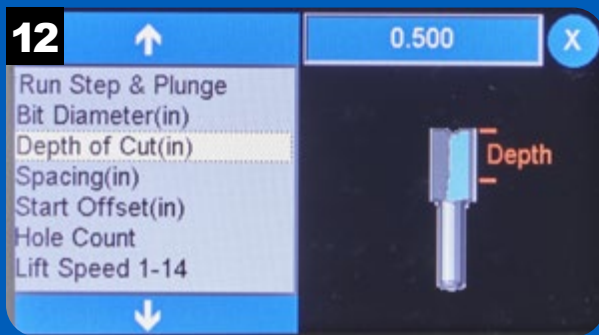 12
0.500
X
Run Step & Plunge
Bit Diameter(in)
Depth of Cut(in)
Spacing(in)
Start Offset(in)
Hole Count
Lift Speed 1-14
Depth